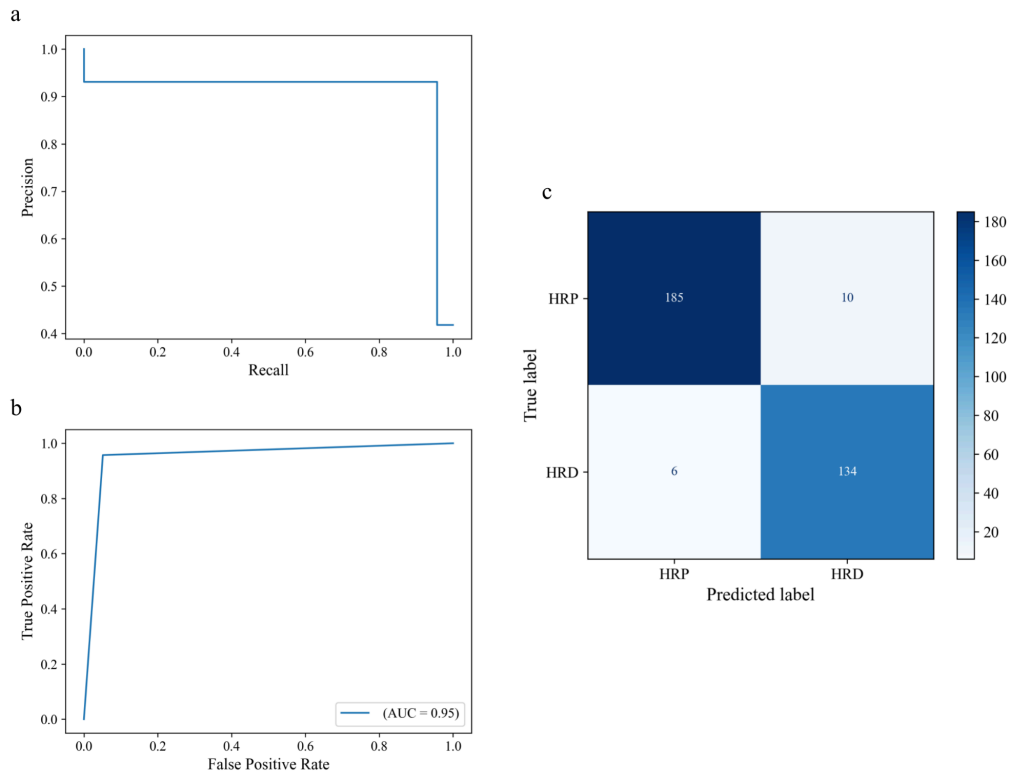 a
1.0
0.9
0.8
0.7
0.6
0.5
0.4
Precision
0.0 0.2 0.4 0.6 0.8 1.0
Recall
b
1.0
0.8
0.6
0.4
0.2
0.0
True Positive Rate
(AUC = 0.95)
0.0 0.2 0.4 0.6 0.8 1.0
False Positive Rate
c
HRP
185 10
HRD
6 134
True label
HRP HRD
Predicted label
180
160
140
120
100
80
60
40
20